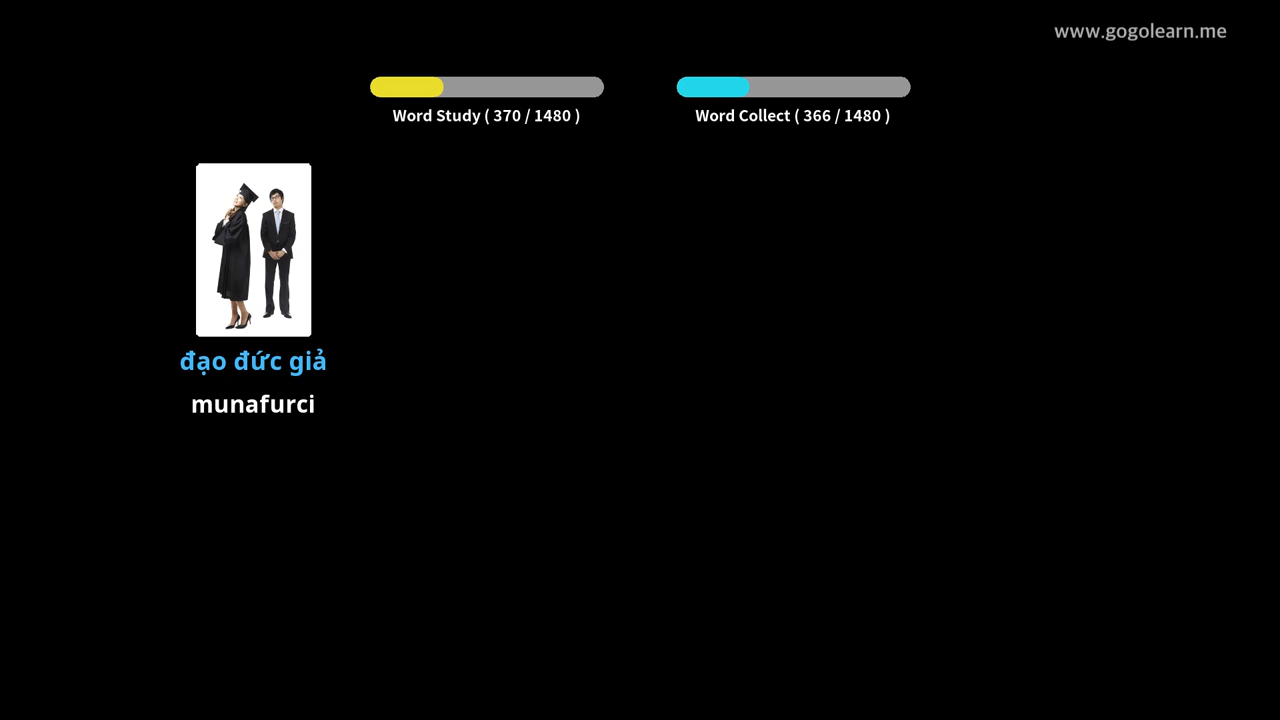 www.gogolearn.me
Word Study ( 370 / 1480 )
Word Collect ( 366 / 1480 )
đạo đức giả
munafurci